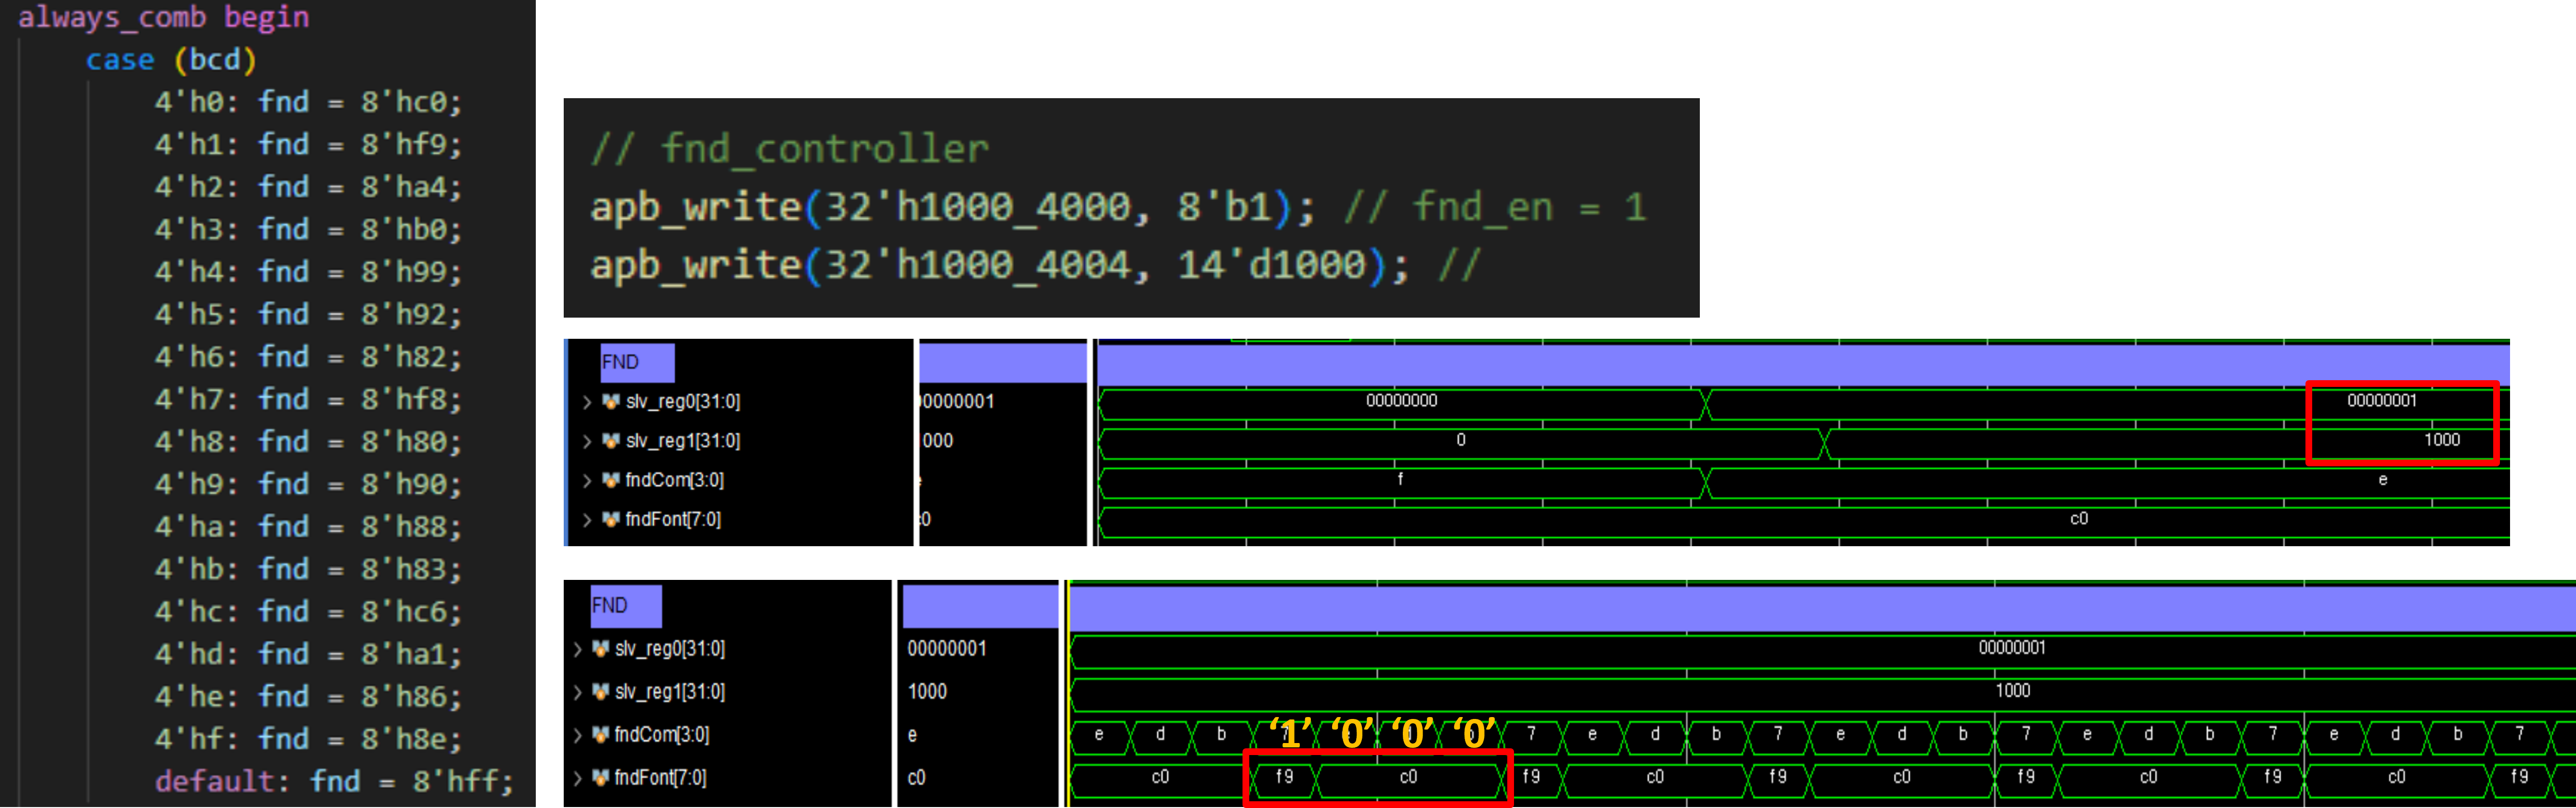 always_comb begin
case (bcd)
4'h0: fnd = 8'hc0;
4'h1: fnd = 8'hf9;
4'h2: fnd = 8'ha4;
4'h3: fnd = 8'hb0;
4'h4: fnd = 8'h99;
4'h5: fnd = 8'h92;
4'h6: fnd = 8'h82;
4'h7: fnd = 8'hf8;
4'h8: fnd = 8'h80;
4'h9: fnd = 8'h90;
4'ha: fnd = 8'h88;
4'hb: fnd = 8'h83;
4'hc: fnd = 8'hc6;
4'hd: fnd = 8'ha1;
4'he: fnd = 8'h86;
4'hf: fnd = 8'h8e;
default: fnd = 8'hff;
// fnd_controller
apb_write(32'h1000_4000, 8'b1); // fnd_en = 1
apb_write(32'h1000_4004, 14'd1000); //
FND
slv_reg0[31:0] 00000001 00000000 00000001
slv_reg1[31:0] 000 0 1000
fndCom[3:0] f e
fndFont[7:0] c0 c0
FND
slv_reg0[31:0] 00000001 00000001
slv_reg1[31:0] 1000 1000
'1' '0' '0' '0'
fndCom[3:0] e e d b 7 e d b 7 e d b 7 e d b 7 e d b 7
fndFont[7:0] c0 c0 f9 c0 f9 c0 f9 c0 f9 c0 f9 c0 f9